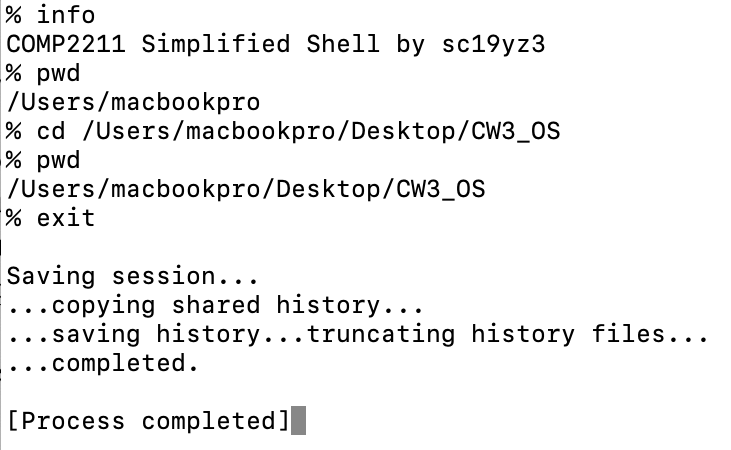 % info
COMP2211 Simplified Shell by sc19yz3
% pwd
/Users/macbookpro
% cd /Users/macbookpro/Desktop/CW3_OS
% pwd
/Users/macbookpro/Desktop/CW3_OS
% exit
Saving session...
...copying shared history...
...saving history...truncating history files...
...completed.
[Process completed]